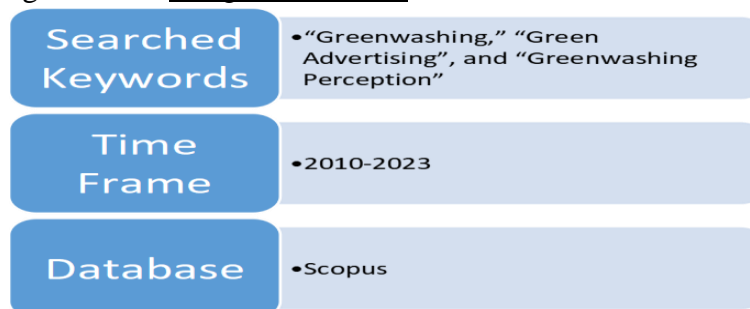 Searched
Keywords
•“Greenwashing,” “Green
Advertising”, and “Greenwashing
Perception”
Time
Frame
•2010-2023
Database
•Scopus